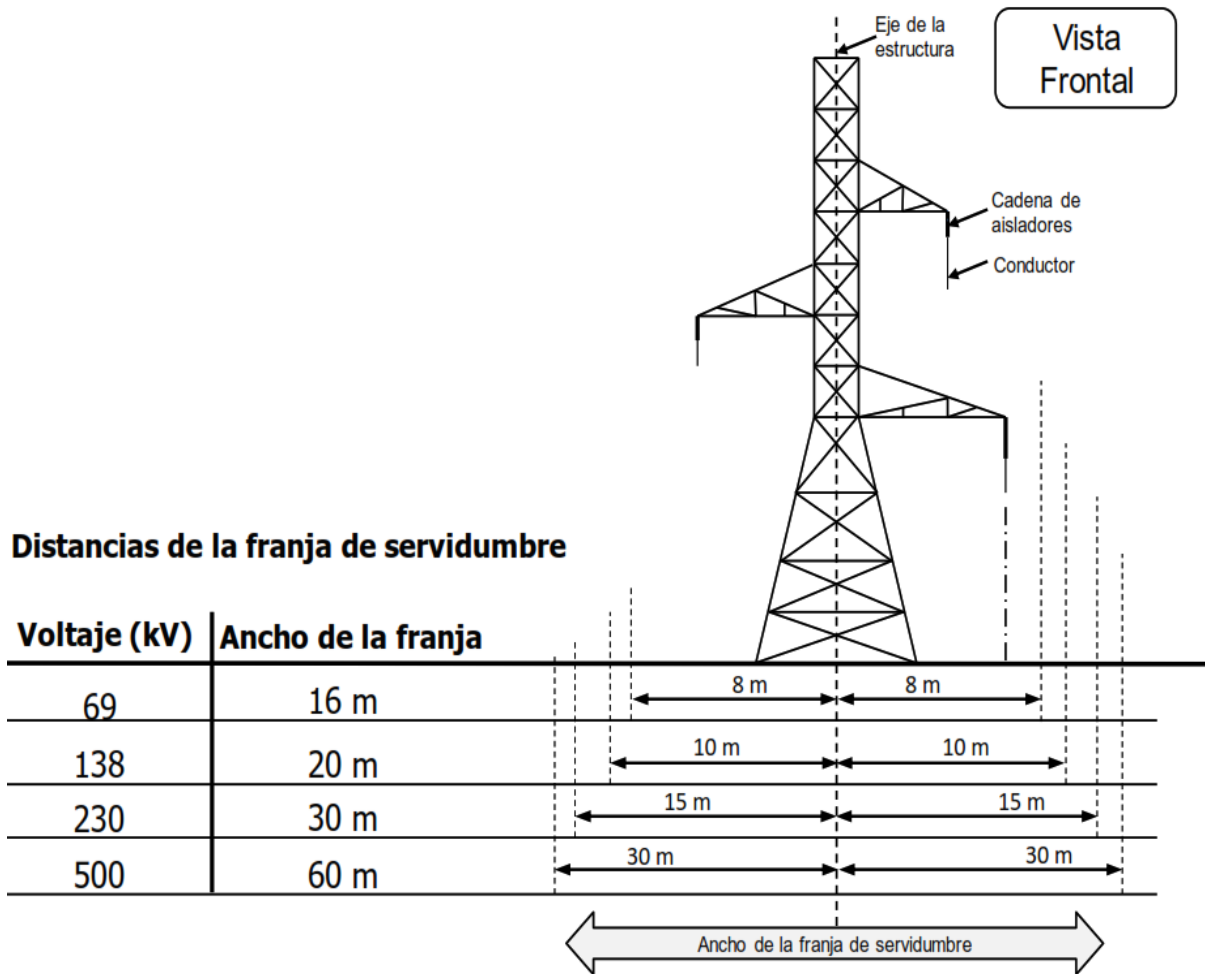 Eje de la
estructura
Vista
Frontal
Cadena de
aisladores
Conductor
Distancias de la franja de servidumbre
Voltaje (kV) Ancho de la franja
69 16 m 8 m 8 m
138 20 m 10 m 10 m
230 30 m 15 m 15 m
500 60 m 30 m 30 m
Ancho de la franja de servidumbre